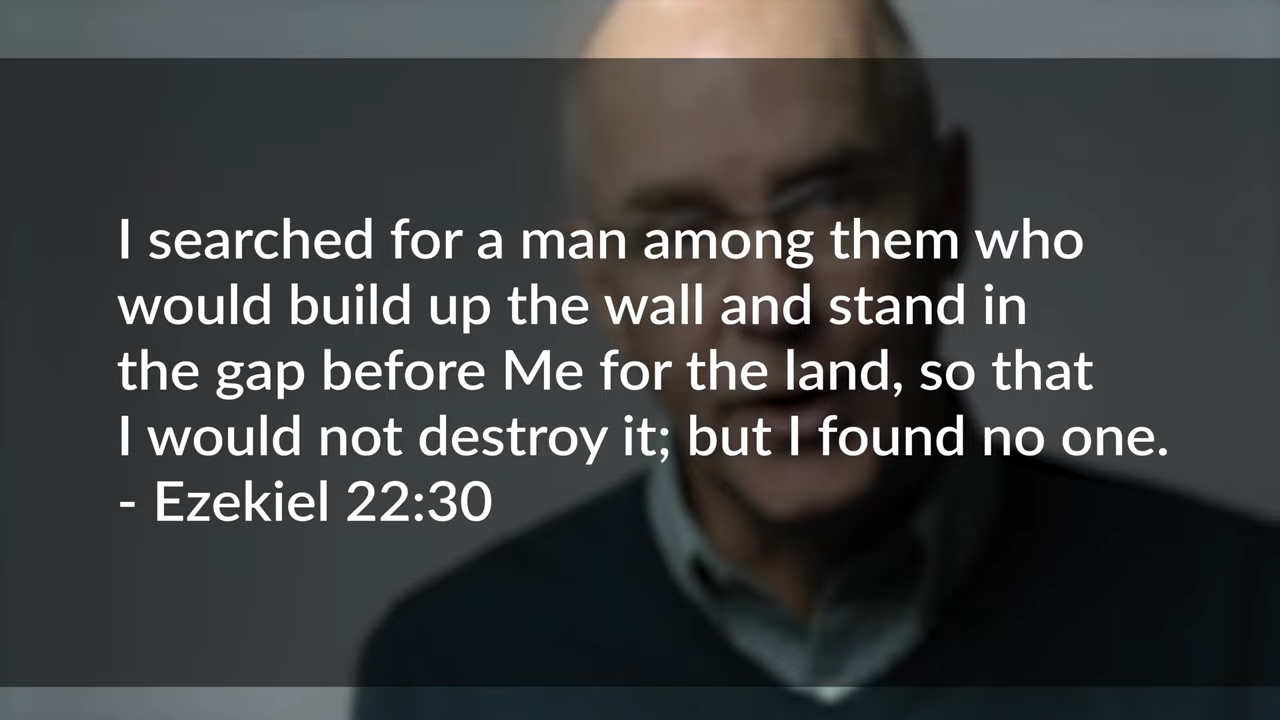 I searched for a man among them who
would build up the wall and stand in
the gap before Me for the land, so that
I would not destroy it; but I found no one.
- Ezekiel 22:30